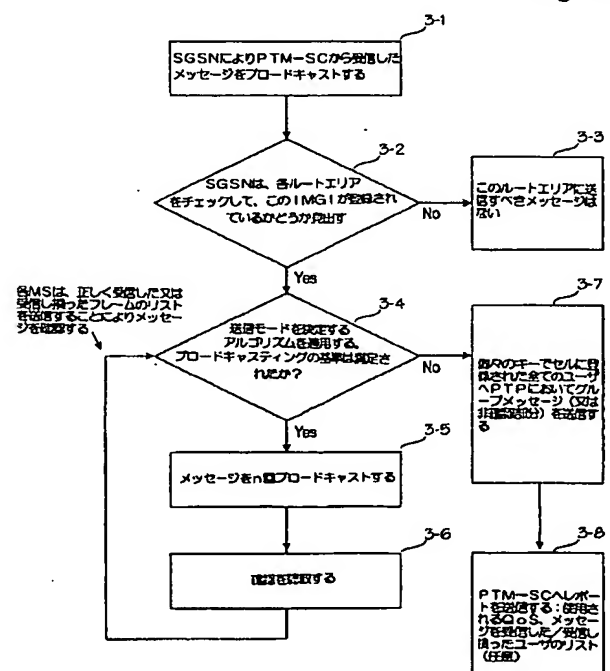 3-1
SGSNによりPTM-SCから受信した
メッセージをブロードキャストする
3-2
SGSNは、各ルートエリア
をチェックして、このIMGIが登録され
ているかどうか見出す
No
3-3
このルートエリアに送
信すべきメッセージは
ない
Yes
各MSは、正しく受信した又は
受信し損ったフレームのリスト
を送信することによりメッセー
ジを確認する
3-4
送信モードを決定する
アルゴリズムを適用する。
ブロードキャスティングの基準は満足さ
れたか?
No
3-7
個々のキーでセルに登
録された全てのユーザ
へPTPにおいてグルー
プメッセージ(又は
非確認部分)を送信す
る
Yes
3-5
メッセージをn回ブロードキャストする
3-6
確認を聴取する
3-8
PTM-SCへレポー
トを送信する:使用さ
れるQoS、メッセージ
を受信した/受信し
損ったユーザのリスト
(任意)